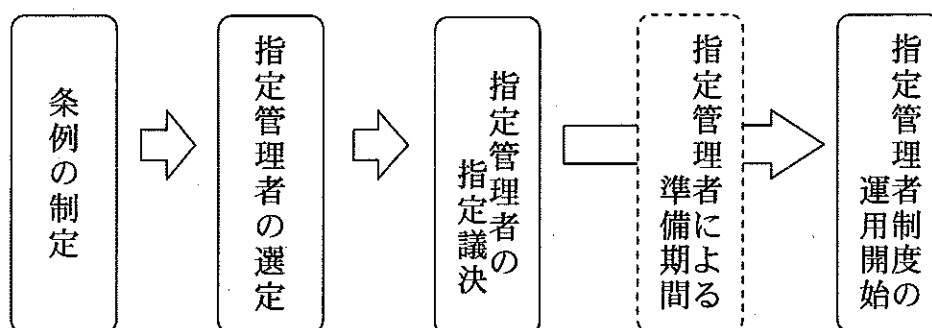 条例の制定
指定管理者の選定
指定管理者の
指定議決
指定管理者による
準備期間
指定管理者制度の
運用開始